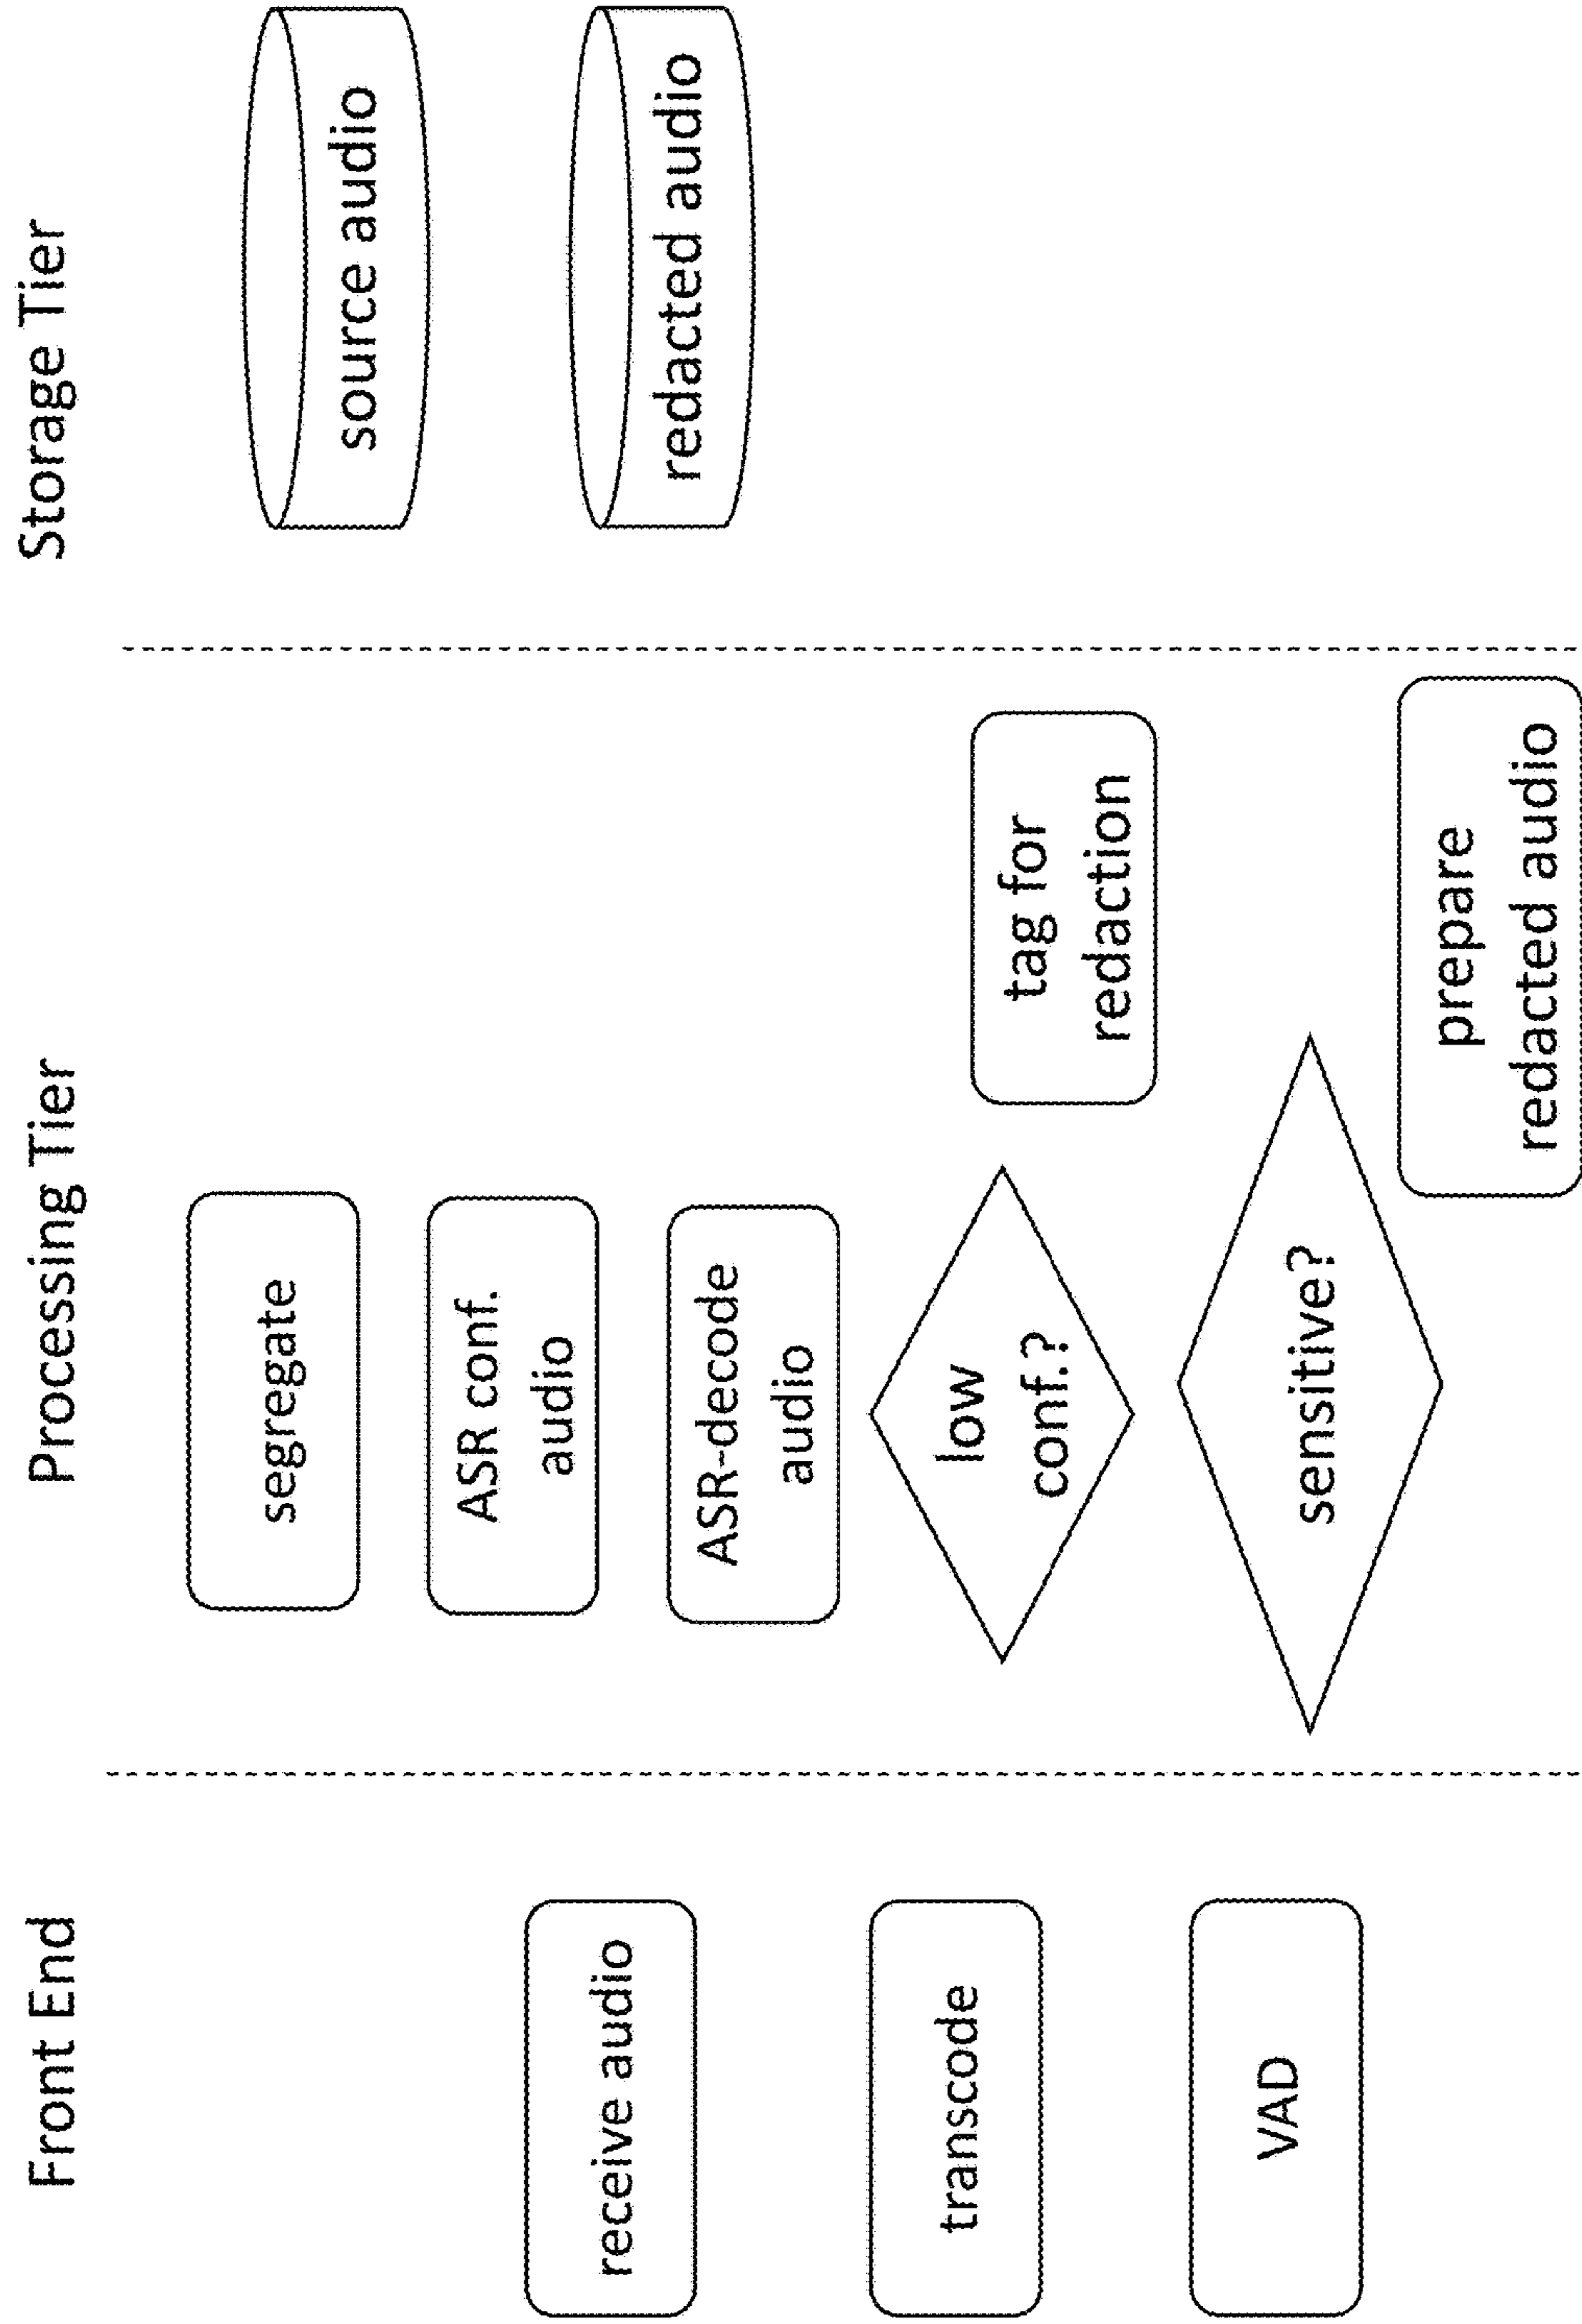 Front End
receive audio
transcode
VAD
Processing Tier
segregate
ASR conf.
audio
ASR-decode
audio
low
conf.?
tag for
redaction
sensitive?
prepare
redacted audio
Storage Tier
source audio
redacted audio